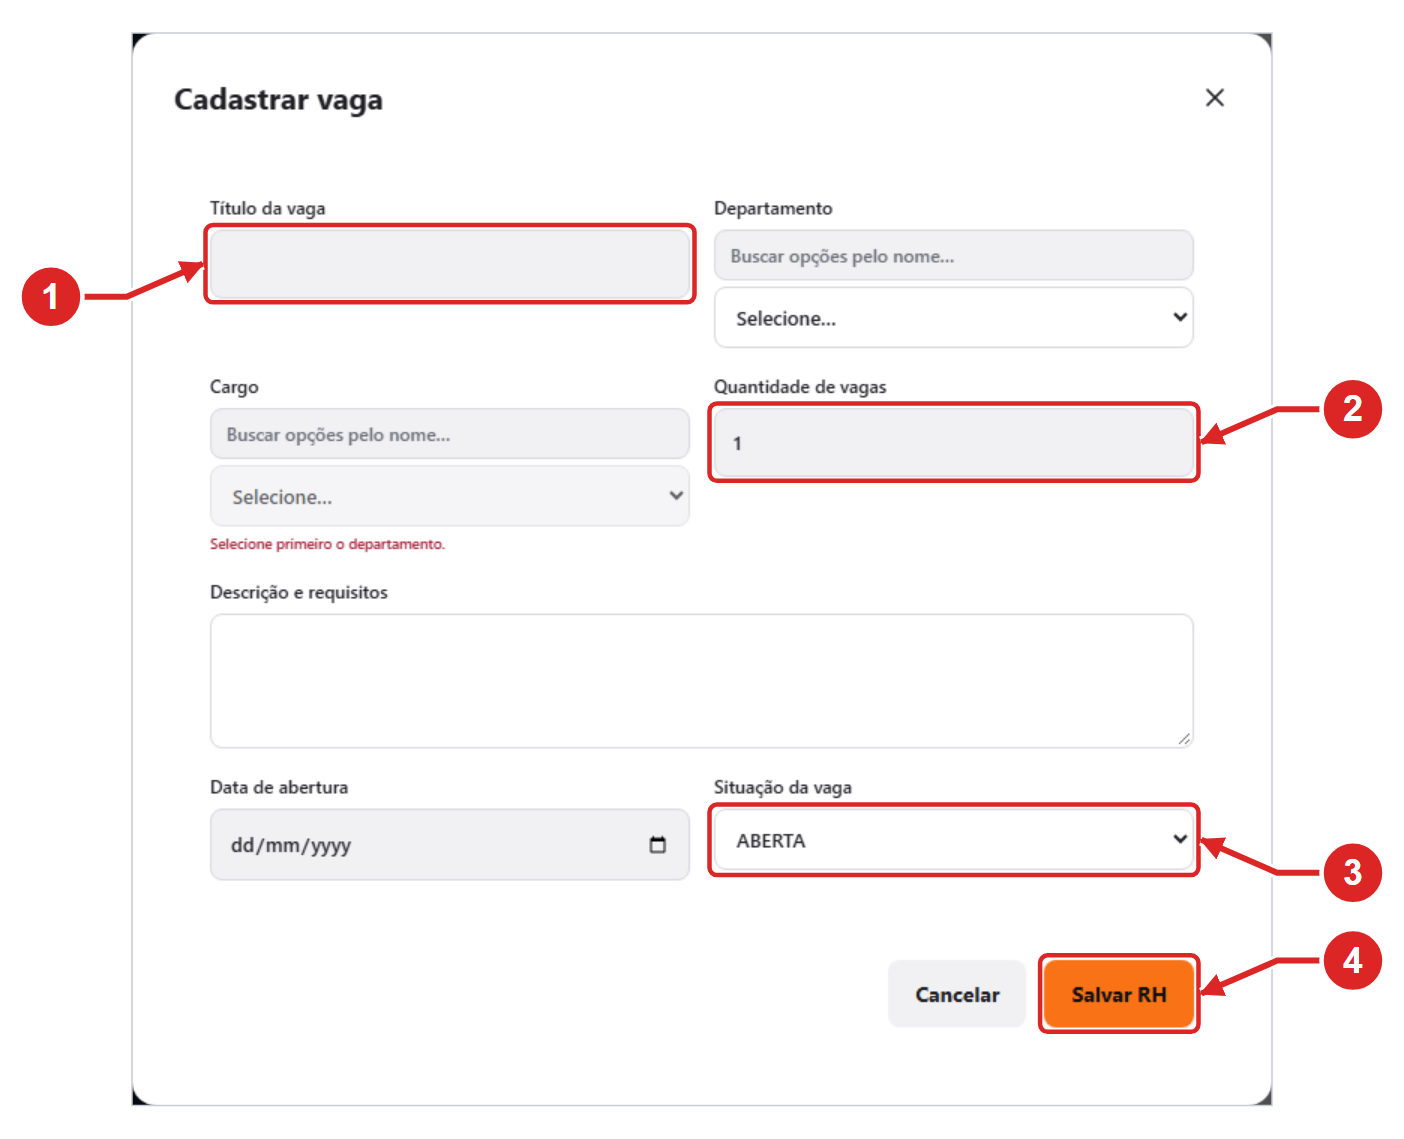 Cadastrar vaga
Título da vaga
Departamento
Buscar opções pelo nome...
Selecione...
1
Cargo
Quantidade de vagas
Buscar opções pelo nome...
1
2
Selecione...
Selecione primeiro o departamento.
Descrição e requisitos
Data de abertura
Situação da vaga
dd/mm/yyyy
ABERTA
3
Cancelar
Salvar RH
4